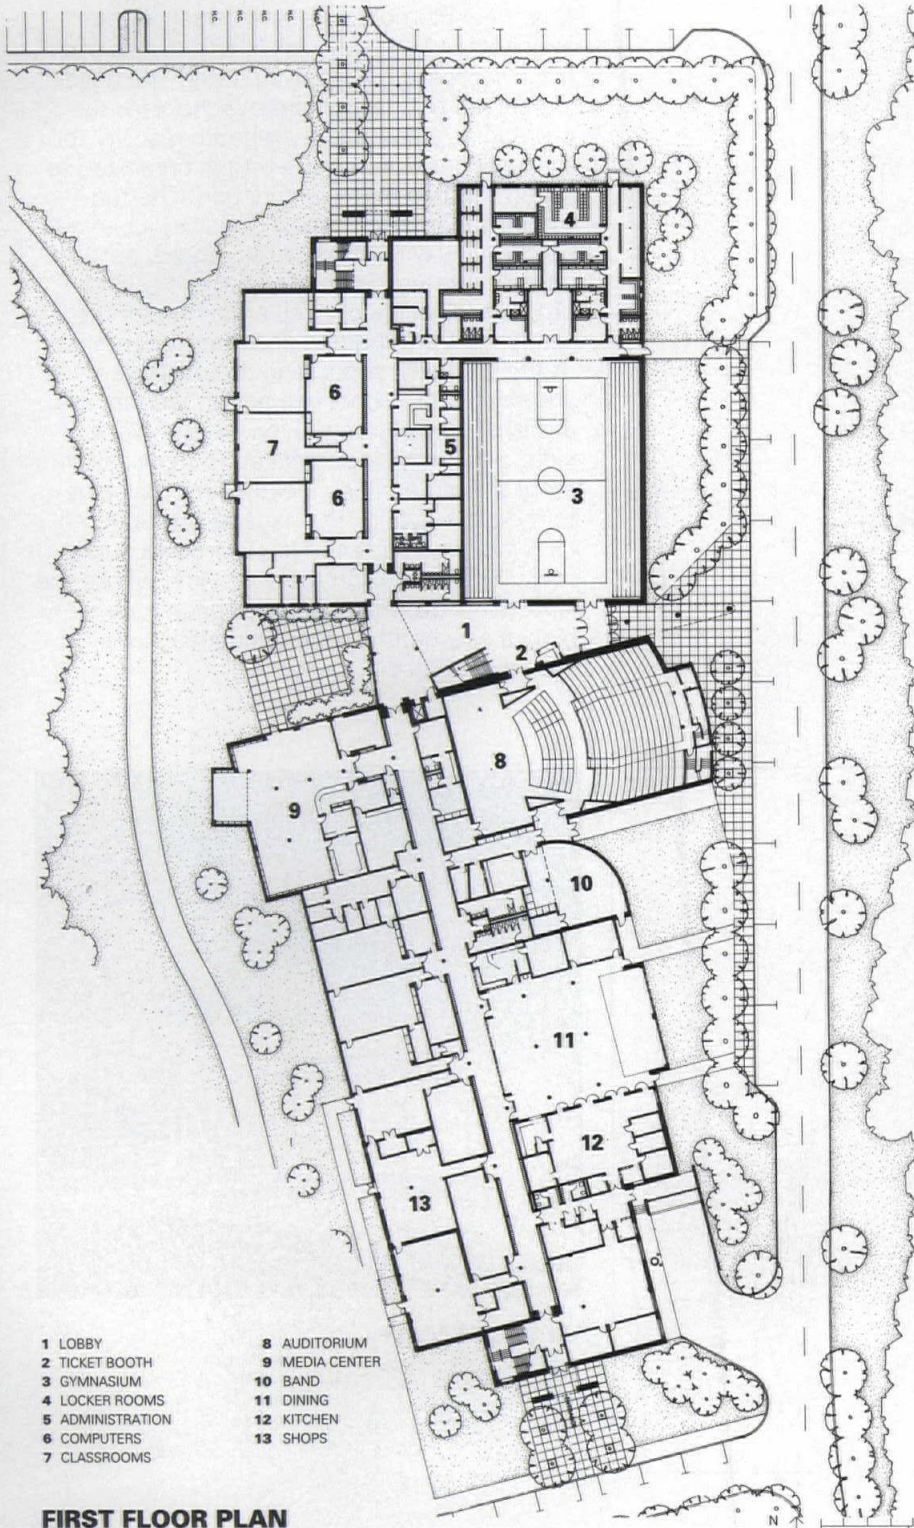 H.C. H.C. H.C. H.C. H.C.
4
6
7
5
6
3
1
2
8
9
10
11
12
13
1 LOBBY
2 TICKET BOOTH
3 GYMNASIUM
4 LOCKER ROOMS
5 ADMINISTRATION
6 COMPUTERS
7 CLASSROOMS
8 AUDITORIUM
9 MEDIA CENTER
10 BAND
11 DINING
12 KITCHEN
13 SHOPS
FIRST FLOOR PLAN
N